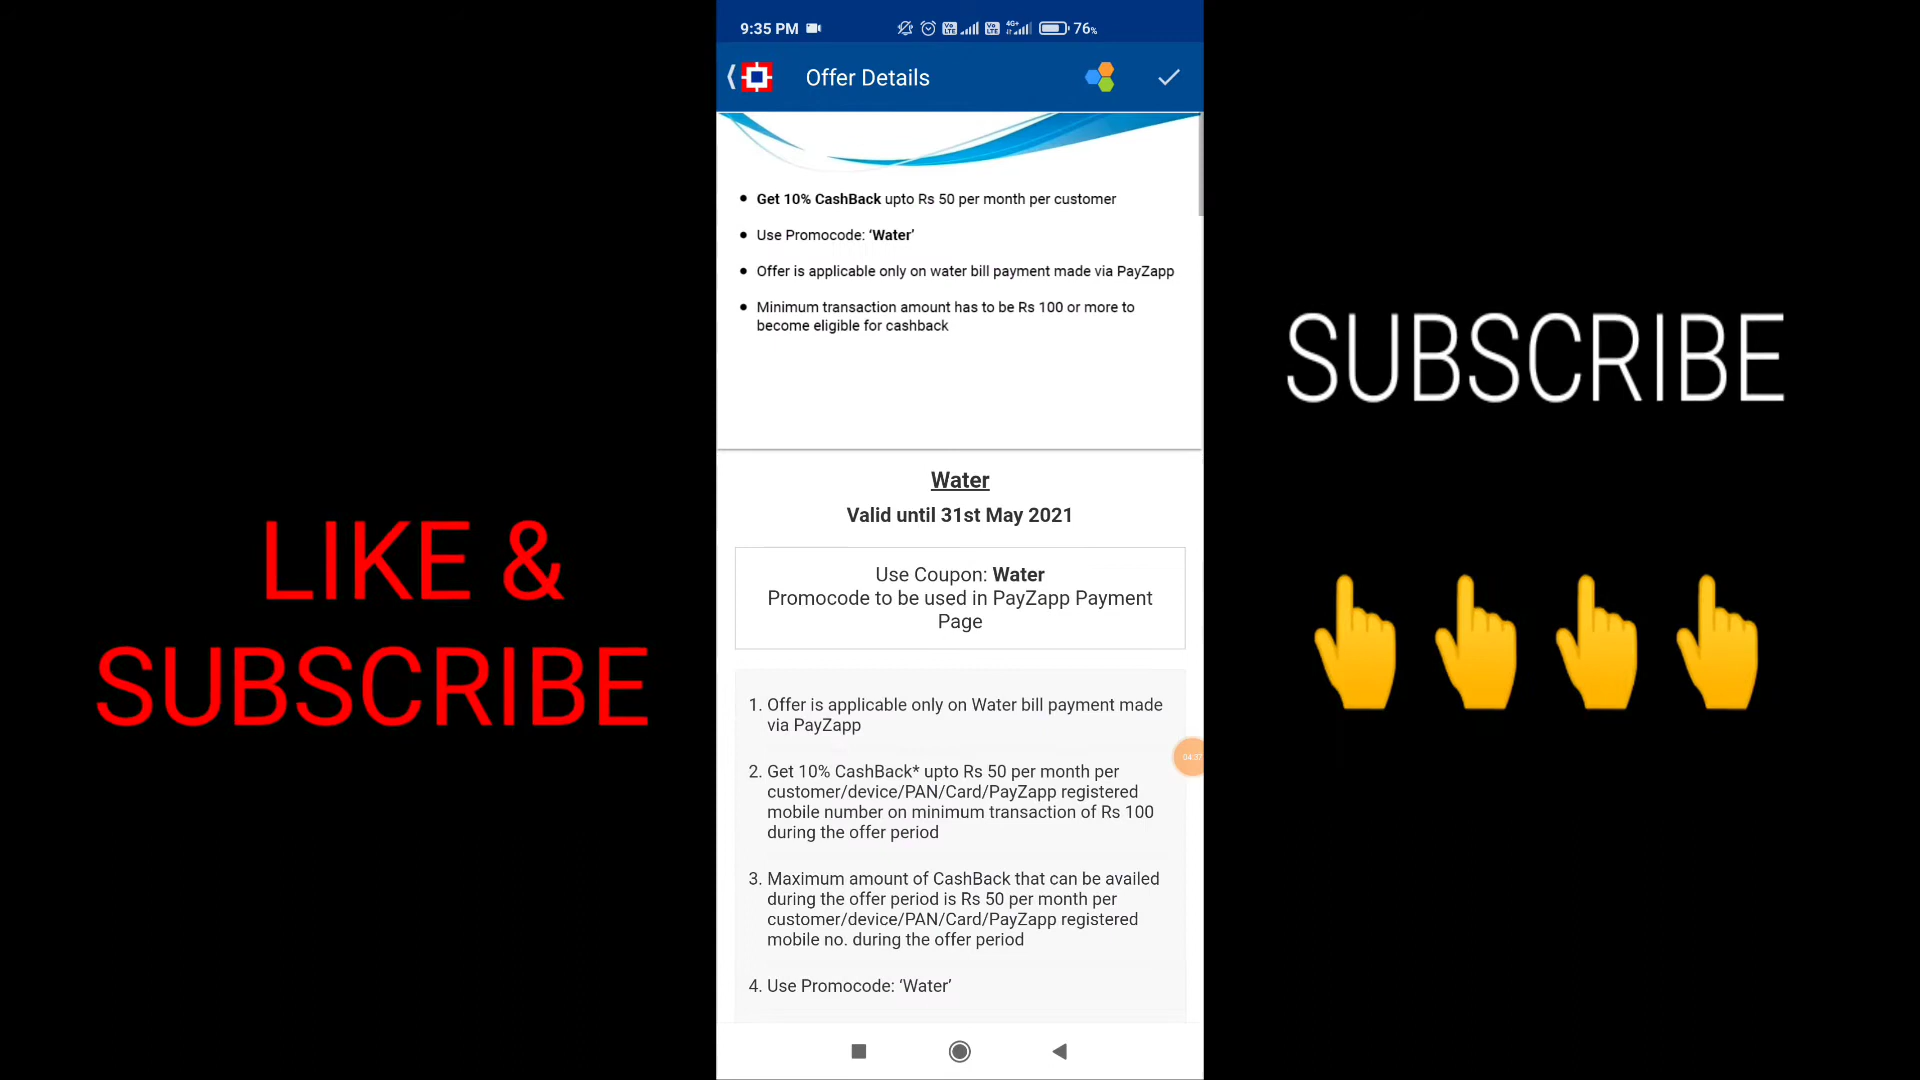 9:35 PM
Vo LTE
Vo LTE
4G+
76%
Offer Details
• Get 10% CashBack upto Rs 50 per month per customer
• Use Promocode: ‘Water’
• Offer is applicable only on water bill payment made via PayZapp
• Minimum transaction amount has to be Rs 100 or more to
become eligible for cashback
Water
Valid until 31st May 2021
Use Coupon: Water
Promocode to be used in PayZapp Payment
Page
1. Offer is applicable only on Water bill payment made
via PayZapp
2. Get 10% CashBack* upto Rs 50 per month per
customer/device/PAN/Card/PayZapp registered
mobile number on minimum transaction of Rs 100
during the offer period
3. Maximum amount of CashBack that can be availed
during the offer period is Rs 50 per month per
customer/device/PAN/Card/PayZapp registered
mobile no. during the offer period
4. Use Promocode: ‘Water’
04:37
LIKE &
SUBSCRIBE
SUBSCRIBE